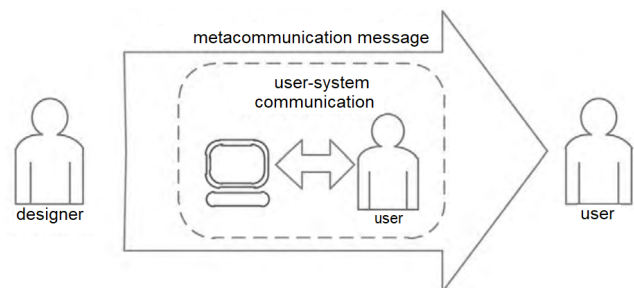 metacommunication message
user-system
communication
designer
user
user